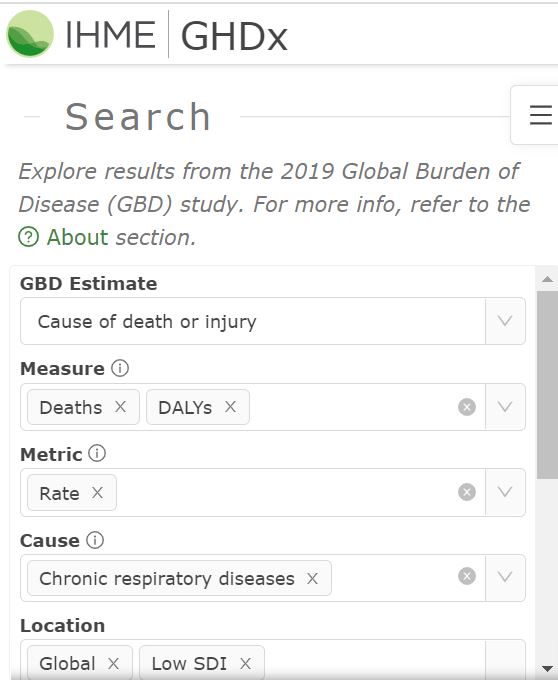 IHME | GHDx
Search
Explore results from the 2019 Global Burden of
Disease (GBD) study. For more info, refer to the
? About section.
GBD Estimate
Cause of death or injury
Measure
Deaths X DALYs X
Metric
Rate X
Cause
Chronic respiratory diseases X
Location
Global X Low SDI X